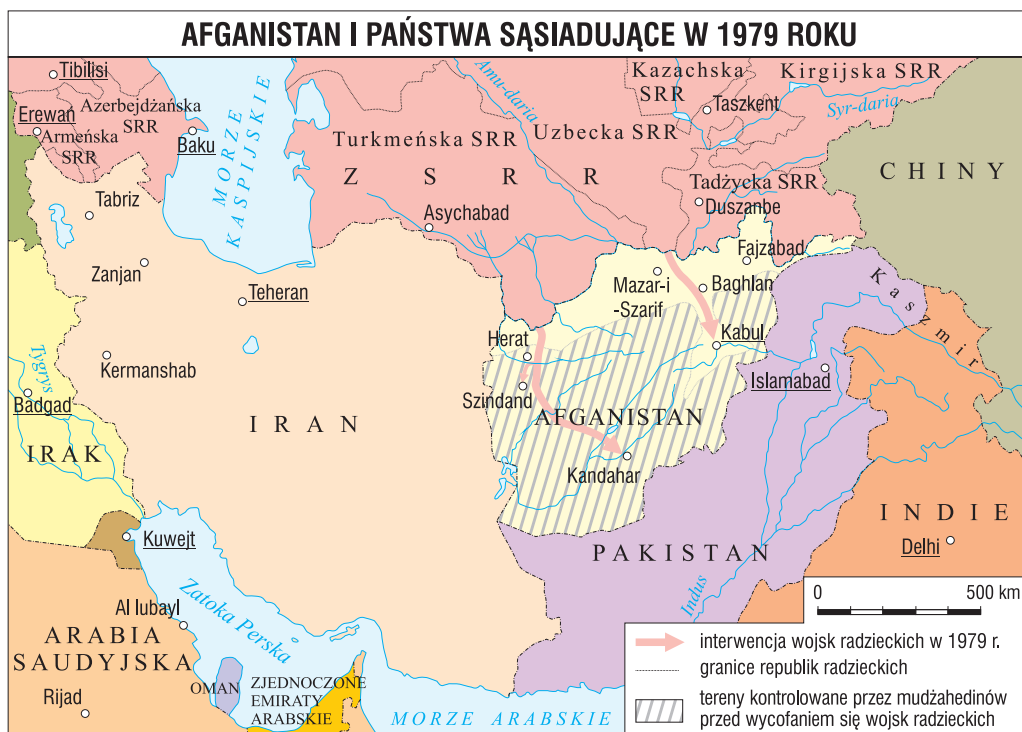 AFGANISTAN I PAŃSTWA SĄSIADUJĄCE W 1979 ROKU
Tibilisi
Erewan
Azerbejdżańska
SRR
Armeńska
SRR
Baku
MORZE
KASPIJSKIE
Turkmeńska SRR
Amu-daria
Uzbecka SRR
Kazachska
SRR
Kirgijska SRR
Taszkent
Syr-daria
Z S R R
Tadżycka SRR
Duszanbe
CHINY
Tabriz
Asychabad
Zanjan
Teheran
Fajzabad
Mazar-i
-Szarif
Baghlan
Kaszmir
Herat
Kabul
Kermanshab
Tygrys
Badgad
Szindand
Islamabad
IRAN
AFGANISTAN
IRAK
Kandahar
INDIE
Kuwejt
PAKISTAN
Delhi
Indus
Al lubayl
Zatoka Perska
ARABIA
SAUDYJSKA
Rijad
OMAN
ZJEDNOCZONE
EMIRATY
ARABSKIE
MORZE ARABSKIE
0 500 km
interwencja wojsk radzieckich w 1979 r.
granice republik radzieckich
tereny kontrolowane przez mudżahedinów
przed wycofaniem się wojsk radzieckich